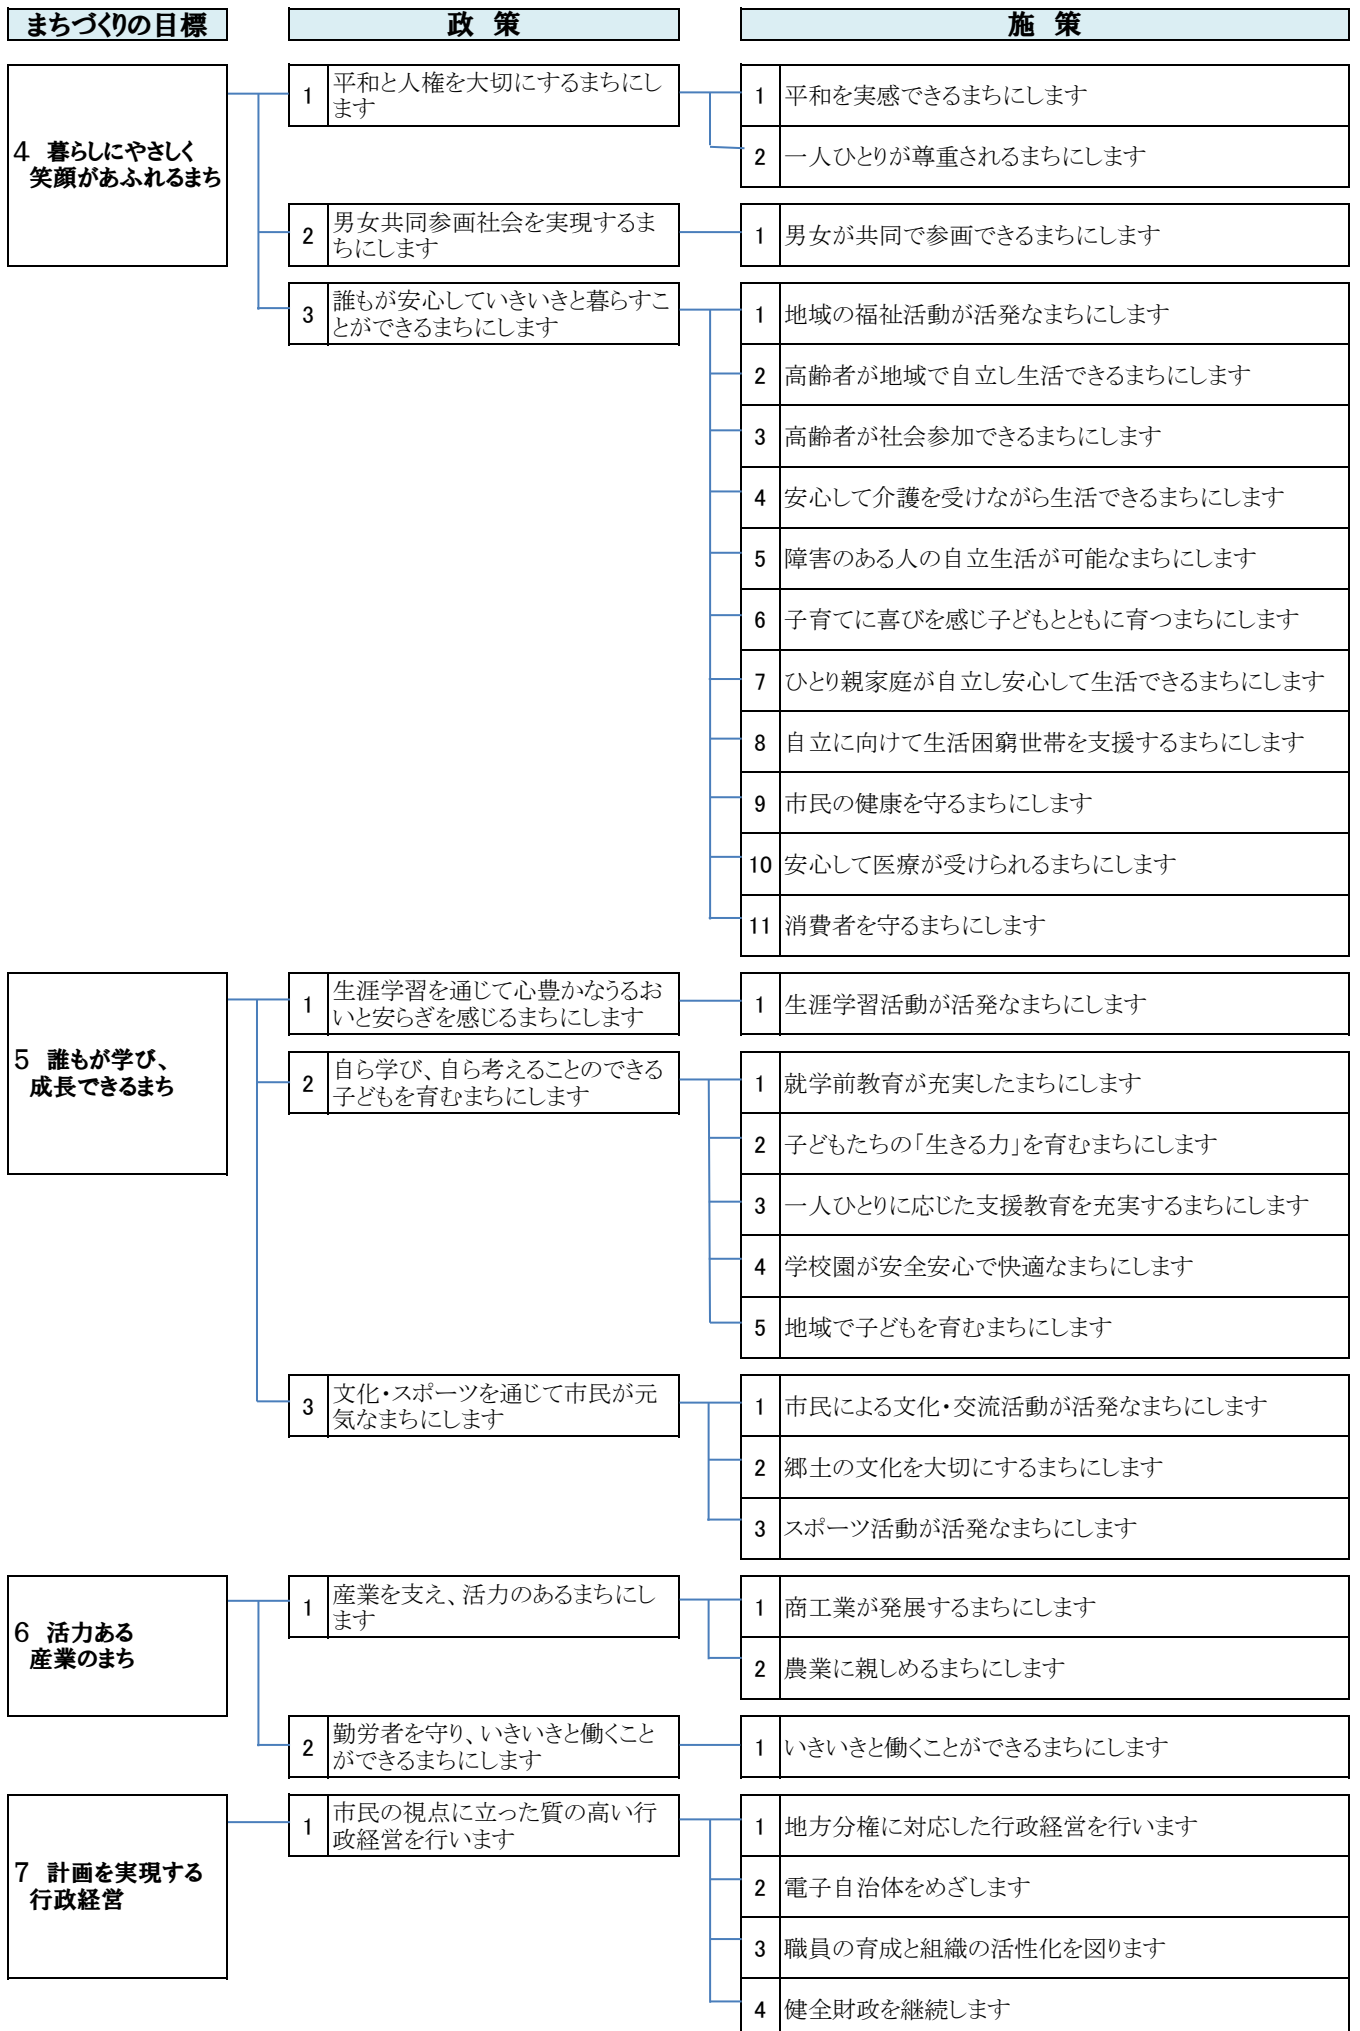 まちづくりの目標
政 策
施 策
4 暮らしにやさしく
笑顔があふれるまち
1 平和と人権を大切にするまちにし
ます
1 平和を実感できるまちにします
2 一人ひとりが尊重されるまちにします
2 男女共同参画社会を実現するま
ちにします
1 男女が共同で参画できるまちにします
3 誰もが安心していきいきと暮らすこ
とができるまちにします
1 地域の福祉活動が活発なまちにします
2 高齢者が地域で自立し生活できるまちにします
3 高齢者が社会参加できるまちにします
4 安心して介護を受けながら生活できるまちにします
5 障害のある人の自立生活が可能なまちにします
6 子育てに喜びを感じ子どもとともに育つまちにします
7 ひとり親家庭が自立し安心して生活できるまちにします
8 自立に向けて生活困窮世帯を支援するまちにします
9 市民の健康を守るまちにします
10 安心して医療が受けられるまちにします
11 消費者を守るまちにします
5 誰もが学び、
成長できるまち
1 生涯学習を通じて心豊かなうるお
いと安らぎを感じるまちにします
1 生涯学習活動が活発なまちにします
2 自ら学び、自ら考えることのできる
子どもを育むまちにします
1 就学前教育が充実したまちにします
2 子どもたちの「生きる力」を育むまちにします
3 一人ひとりに応じた支援教育を充実するまちにします
4 学校園が安全安心で快適なまちにします
5 地域で子どもを育むまちにします
3 文化・スポーツを通じて市民が元
気なまちにします
1 市民による文化・交流活動が活発なまちにします
2 郷土の文化を大切にするまちにします
3 スポーツ活動が活発なまちにします
6 活力ある
産業のまち
1 産業を支え、活力のあるまちにし
ます
1 商工業が発展するまちにします
2 農業に親しめるまちにします
2 勤労者を守り、いきいきと働くこと
ができるまちにします
1 いきいきと働くことができるまちにします
7 計画を実現する
行政経営
1 市民の視点に立った質の高い行
政経営を行います
1 地方分権に対応した行政経営を行います
2 電子自治体をめざします
3 職員の育成と組織の活性化を図ります
4 健全財政を継続します